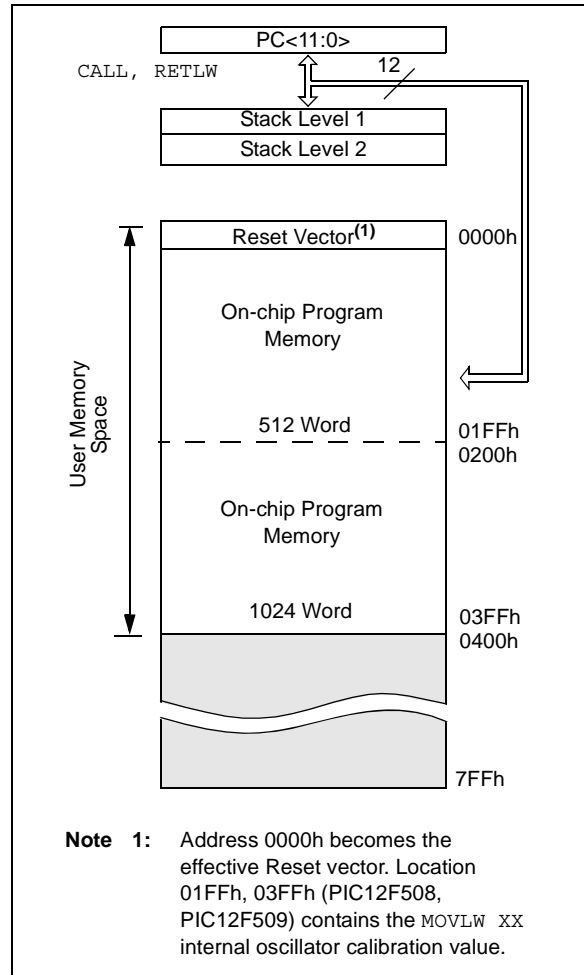 PC<11:0>
CALL, RETLW
12
Stack Level 1
Stack Level 2
Reset Vector(1)
0000h
On-chip Program
Memory
User Memory
Space
512 Word
01FFh
0200h
On-chip Program
Memory
1024 Word
03FFh
0400h
7FFh
Note 1: Address 0000h becomes the
effective Reset vector. Location
01FFh, 03FFh (PIC12F508,
PIC12F509) contains the MOVLW XX
internal oscillator calibration value.